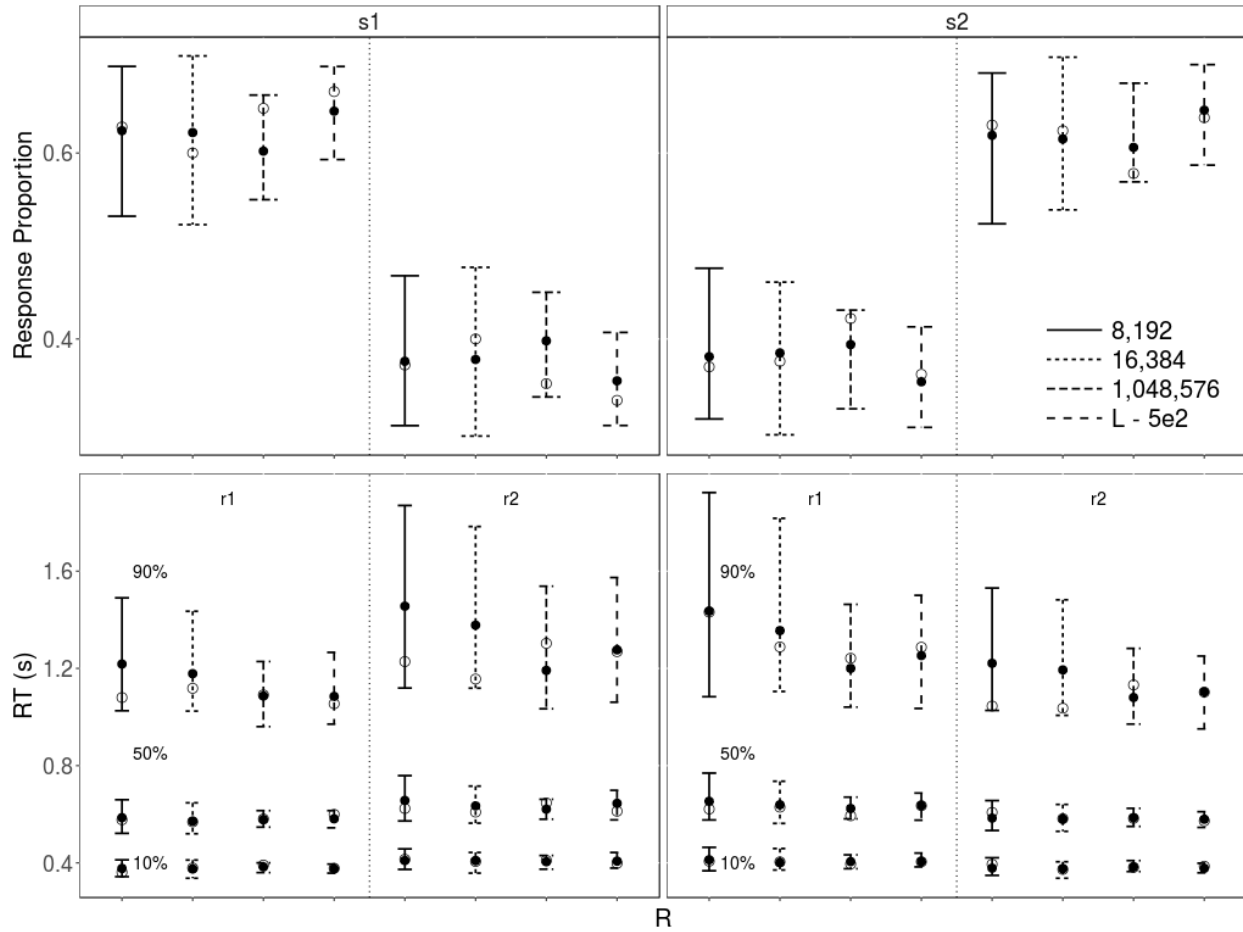 s1
s2
Response Proportion
0.6
0.4
8,192
16,384
1,048,576
L - 5e2
RT (s)
1.6
1.2
0.8
0.4
r1
r2
90%
50%
10%
r1
r2
90%
50%
10%
R